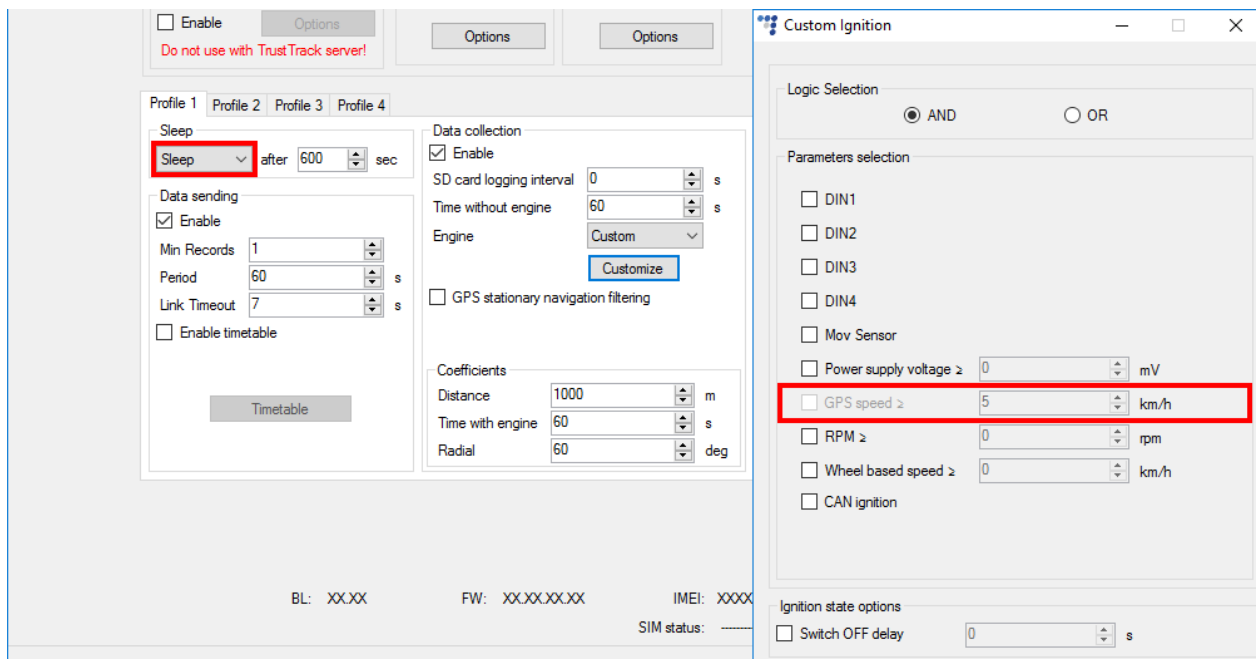 Enable
Options
Do not use with TrustTrack server!
Options
Options
Profile 1 Profile 2 Profile 3 Profile 4
Sleep
Sleep after 600 sec
Data sending
Enable
Min Records 1
Period 60 s
Link Timeout 7 s
Enable timetable
Timetable
Data collection
Enable
SD card logging interval 0 s
Time without engine 60 s
Engine Custom
Customize
GPS stationary navigation filtering
Coefficients
Distance 1000 m
Time with engine 60 s
Radial 60 deg
BL: XX.XX FW: XX.XX.XX.XX IMEI: XXXX
SIM status: --------
Custom Ignition
Logic Selection
AND OR
Parameters selection
DIN1
DIN2
DIN3
DIN4
Mov Sensor
Power supply voltage ≥ 0 mV
GPS speed ≥ 5 km/h
RPM ≥ 0 rpm
Wheel based speed ≥ 0 km/h
CAN ignition
Ignition state options
Switch OFF delay 0 s